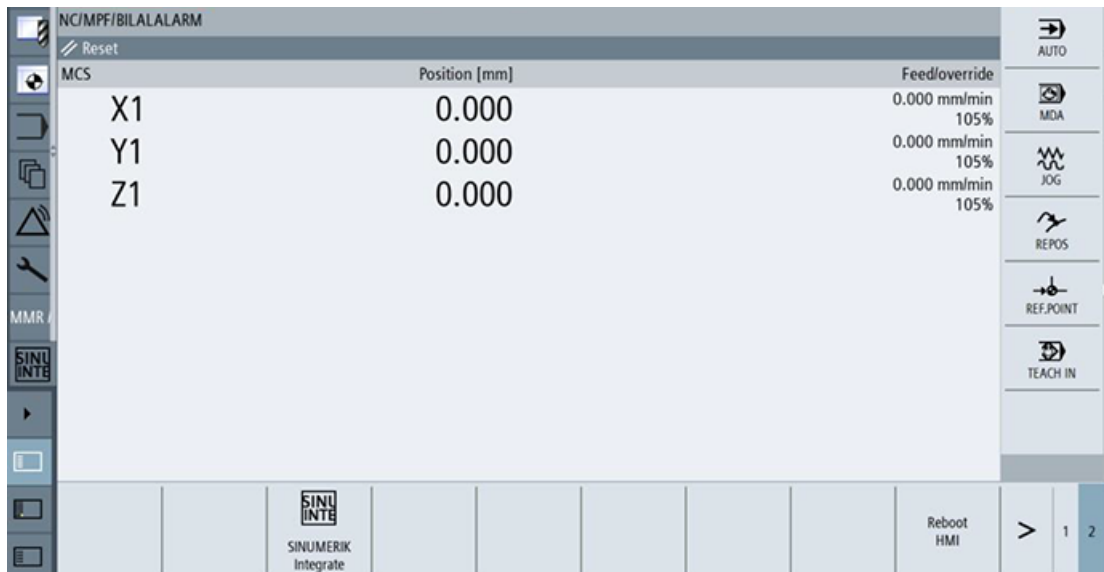 NC/MPF/BILALALARM
Reset
MCS Position [mm] Feed/override
X1 0.000 0.000 mm/min
105%
Y1 0.000 0.000 mm/min
105%
Z1 0.000 0.000 mm/min
105%
AUTO
MDA
JOG
REPOS
REF.POINT
TEACH IN
MMR /
SINU
INTE
SINU
INTE
SINUMERIK
Integrate
Reboot
HMI
> 1 2